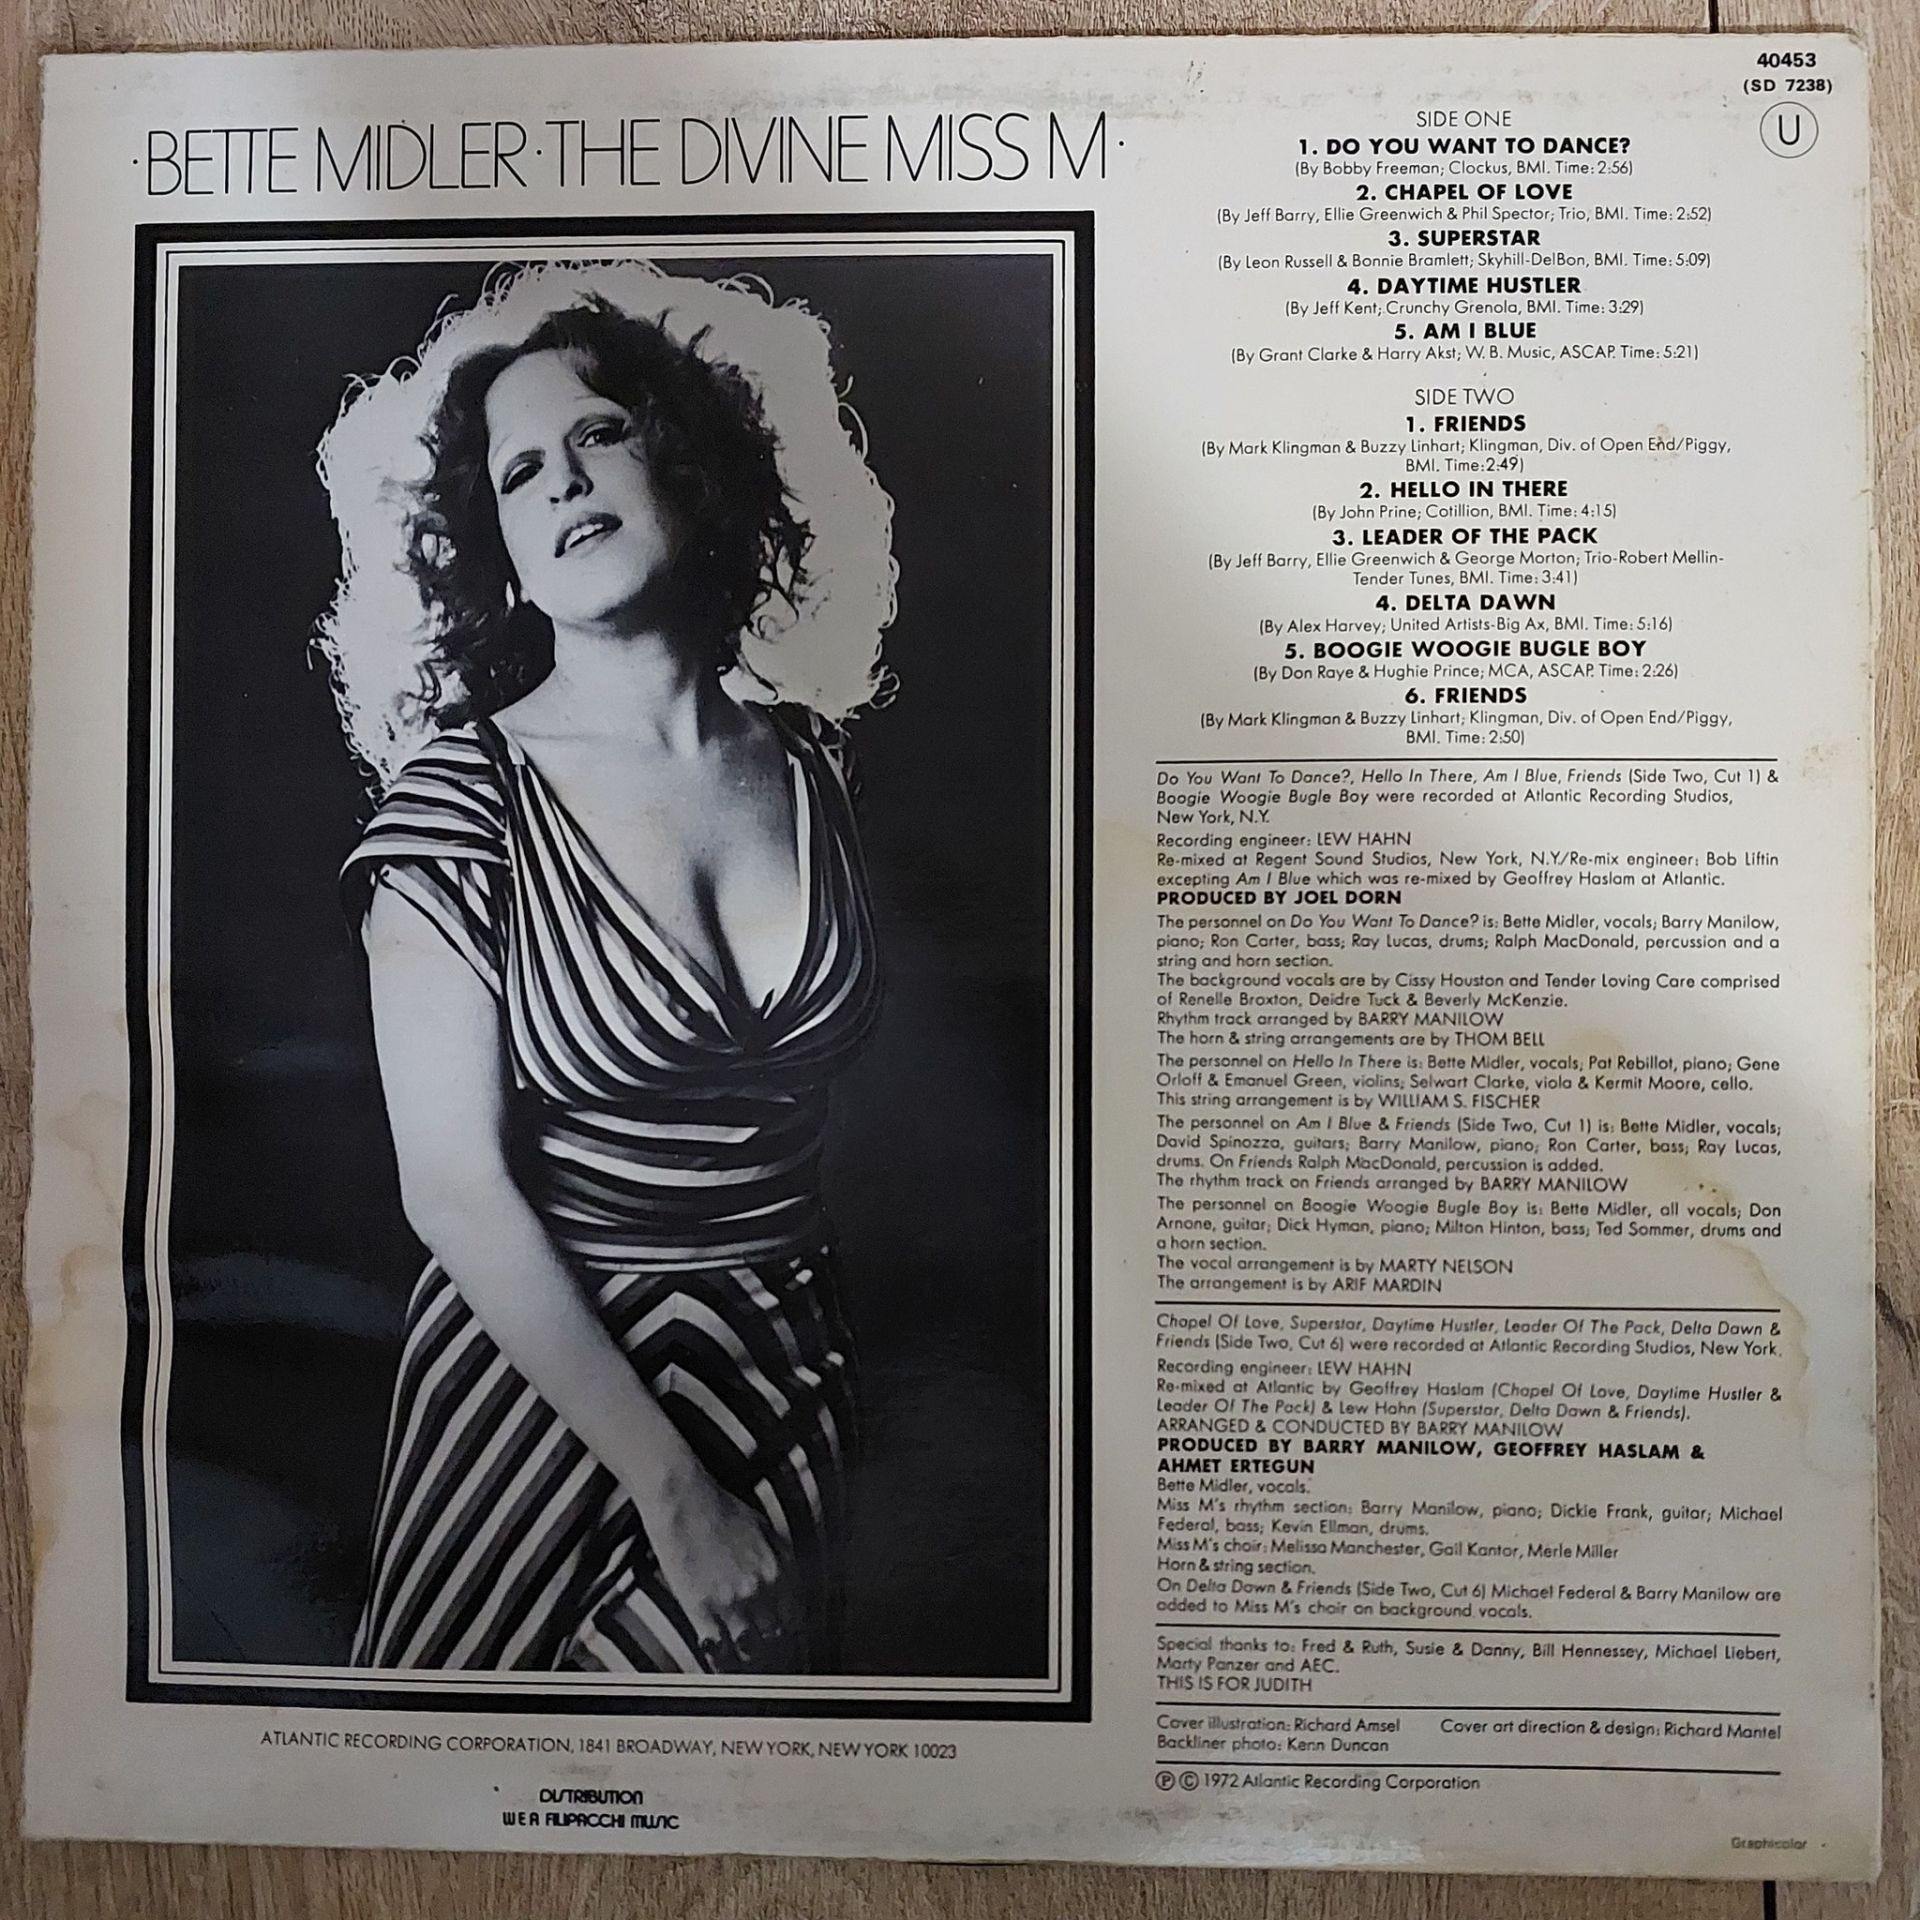 40453
(SD 7238)
U
·BETTE MIDLER·THE DIVINE MISS M·
SIDE ONE
1. DO YOU WANT TO DANCE?
(By Bobby Freeman; Clockus, BMI. Time: 2:56)
2. CHAPEL OF LOVE
(By Jeff Barry, Ellie Greenwich & Phil Spector; Trio, BMI. Time: 2:52)
3. SUPERSTAR
(By Leon Russell & Bonnie Bramlett; Skyhill-DelBon, BMI. Time: 5:09)
4. DAYTIME HUSTLER
(By Jeff Kent; Crunchy Grenola, BMI. Time: 3:29)
5. AM I BLUE
(By Grant Clarke & Harry Akst; W. B. Music, ASCAP. Time: 5:21)
SIDE TWO
1. FRIENDS
(By Mark Klingman & Buzzy Linhart; Klingman, Div. of Open End/Piggy,
BMI. Time: 2:49)
2. HELLO IN THERE
(By John Prine; Cotillion, BMI. Time: 4:15)
3. LEADER OF THE PACK
(By Jeff Barry, Ellie Greenwich & George Morton; Trio-Robert Mellin-
Tender Tunes, BMI. Time: 3:41)
4. DELTA DAWN
(By Alex Harvey; United Artists-Big Ax, BMI. Time: 5:16)
5. BOOGIE WOOGIE BUGLE BOY
(By Don Raye & Hughie Prince; MCA, ASCAP. Time: 2:26)
6. FRIENDS
(By Mark Klingman & Buzzy Linhart; Klingman, Div. of Open End/Piggy,
BMI. Time: 2:50)
Do You Want To Dance?, Hello In There, Am I Blue, Friends (Side Two, Cut 1) &
Boogie Woogie Bugle Boy were recorded at Atlantic Recording Studios,
New York, N.Y.
Recording engineer: LEW HAHN
Re-mixed at Regent Sound Studios, New York, N.Y./Re-mix engineer: Bob Liftin
excepting Am I Blue which was re-mixed by Geoffrey Haslam at Atlantic.
PRODUCED BY JOEL DORN
The personnel on Do You Want To Dance? is: Bette Midler, vocals; Barry Manilow,
piano; Ron Carter, bass; Ray Lucas, drums; Ralph MacDonald, percussion and a
string and horn section.
The background vocals are by Cissy Houston and Tender Loving Care comprised
of Renelle Broxton, Deidre Tuck & Beverly McKenzie.
Rhythm track arranged by BARRY MANILOW
The horn & string arrangements are by THOM BELL
The personnel on Hello In There is: Bette Midler, vocals; Pat Rebillot, piano; Gene
Orloff & Emanuel Green, violins; Selwart Clarke, viola & Kermit Moore, cello.
This string arrangement is by WILLIAM S. FISCHER
The personnel on Am I Blue & Friends (Side Two, Cut 1) is: Bette Midler, vocals;
David Spinozza, guitars; Barry Manilow, piano; Ron Carter, bass; Ray Lucas,
drums. On Friends Ralph MacDonald, percussion is added.
The rhythm track on Friends arranged by BARRY MANILOW
The personnel on Boogie Woogie Bugle Boy is: Bette Midler, all vocals; Don
Arnone, guitar; Dick Hyman, piano; Milton Hinton, bass; Ted Sommer, drums and
a horn section.
The vocal arrangement is by MARTY NELSON
The arrangement is by ARIF MARDIN
Chapel Of Love, Superstar, Daytime Hustler, Leader Of The Pack, Delta Dawn &
Friends (Side Two, Cut 6) were recorded at Atlantic Recording Studios, New York.
Recording engineer: LEW HAHN
Re-mixed at Atlantic by Geoffrey Haslam (Chapel Of Love, Daytime Hustler &
Leader Of The Pack) & Lew Hahn (Superstar, Delta Dawn & Friends).
ARRANGED & CONDUCTED BY BARRY MANILOW
PRODUCED BY BARRY MANILOW, GEOFFREY HASLAM &
AHMET ERTEGUN
Bette Midler, vocals.
Miss M's rhythm section: Barry Manilow, piano; Dickie Frank, guitar; Michael
Federal, bass; Kevin Ellman, drums.
Miss M's choir: Melissa Manchester, Gail Kantor, Merle Miller
Horn & string section.
On Delta Dawn & Friends (Side Two, Cut 6) Michael Federal & Barry Manilow are
added to Miss M's choir on background vocals.
Special thanks to: Fred & Ruth, Susie & Danny, Bill Hennessey, Michael Liebert,
Marty Panzer and AEC.
THIS IS FOR JUDITH
Cover illustration: Richard Amsel Cover art direction & design: Richard Mantel
Backliner photo: Kenn Duncan
Ⓟ © 1972 Atlantic Recording Corporation
ATLANTIC RECORDING CORPORATION, 1841 BROADWAY, NEW YORK, NEW YORK 10023
DISTRIBUTION
WEA FILIPACCHI MUSIC
Graphicolor